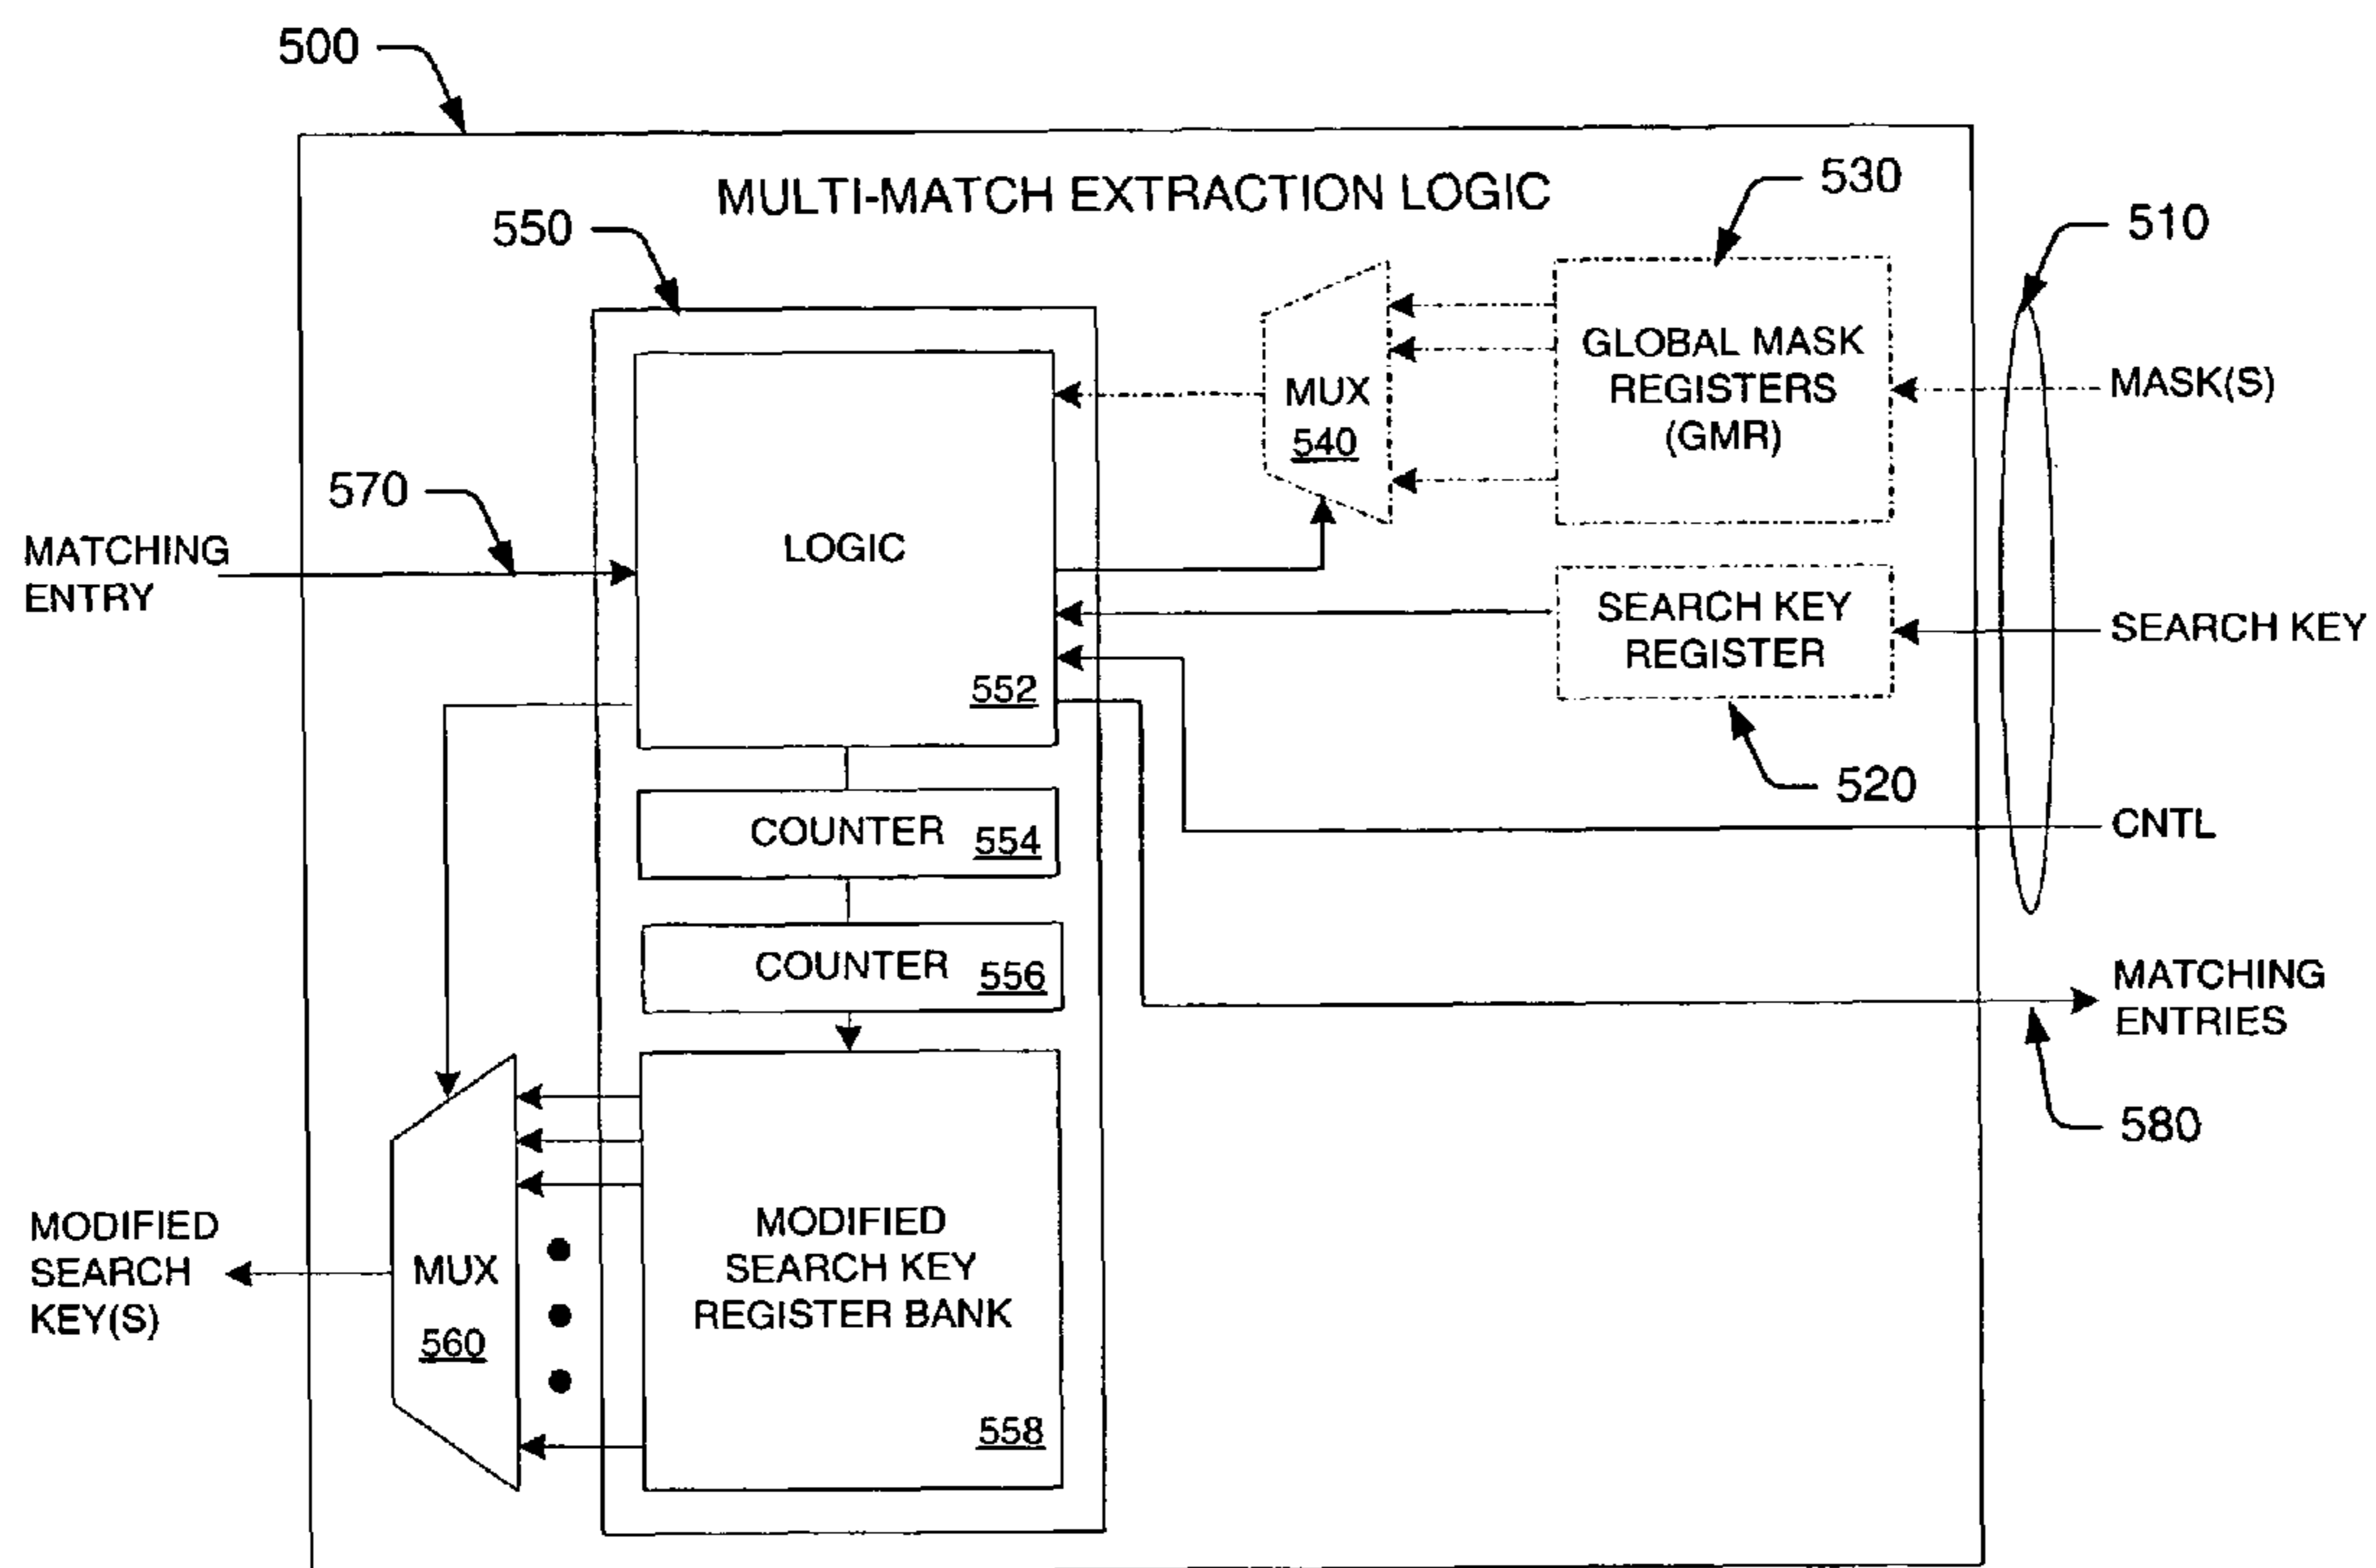 500
MULTI-MATCH EXTRACTION LOGIC
530
510
550
GLOBAL MASK
REGISTERS
(GMR)
MASK(S)
MUX
540
570
MATCHING
ENTRY
LOGIC
552
SEARCH KEY
REGISTER
SEARCH KEY
520
CNTL
COUNTER 554
COUNTER 556
MATCHING
ENTRIES
580
MODIFIED
SEARCH
KEY(S)
MUX
560
MODIFIED
SEARCH KEY
REGISTER BANK
558